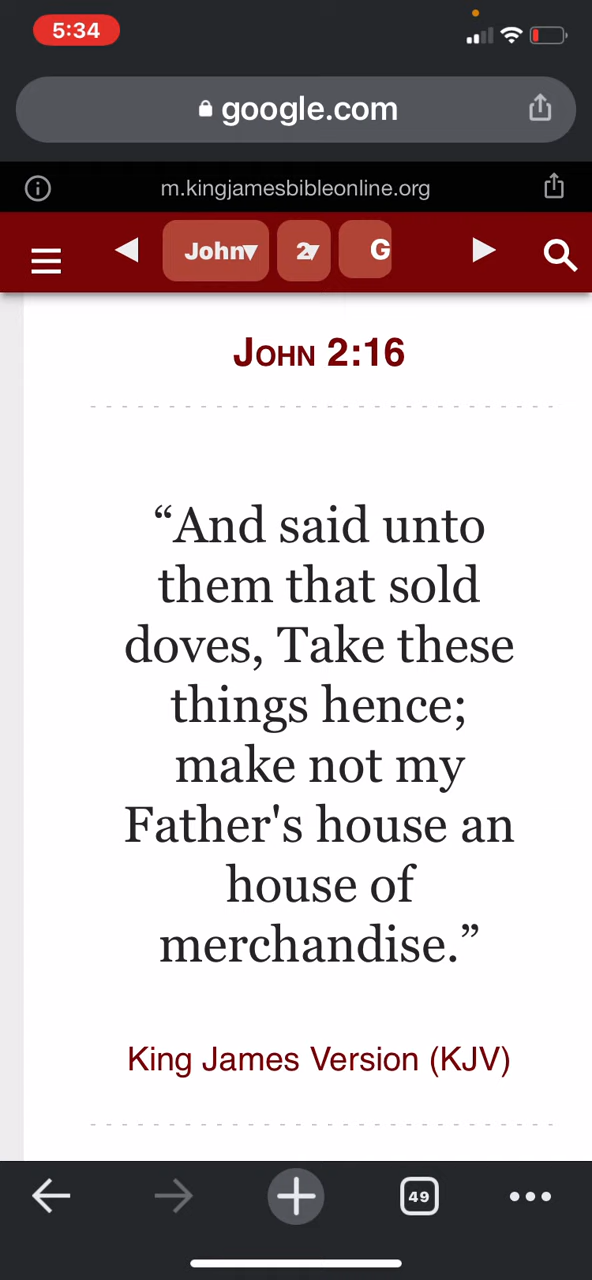 5:34
google.com
m.kingjamesbibleonline.org
John 2 G
John 2:16
“And said unto
them that sold
doves, Take these
things hence;
make not my
Father's house an
house of
merchandise.”
King James Version (KJV)
49